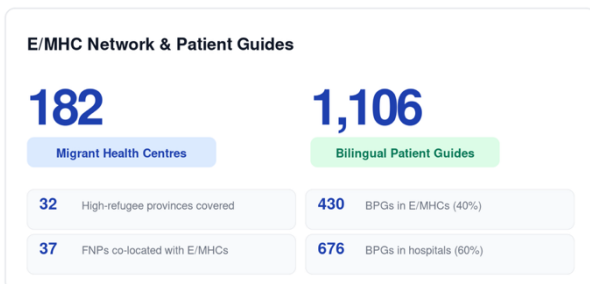 E/MHC Network & Patient Guides
182
Migrant Health Centres
1,106
Bilingual Patient Guides
32 High-refugee provinces covered
37 FNPs co-located with E/MHCs
430 BPGs in E/MHCs (40%)
676 BPGs in hospitals (60%)